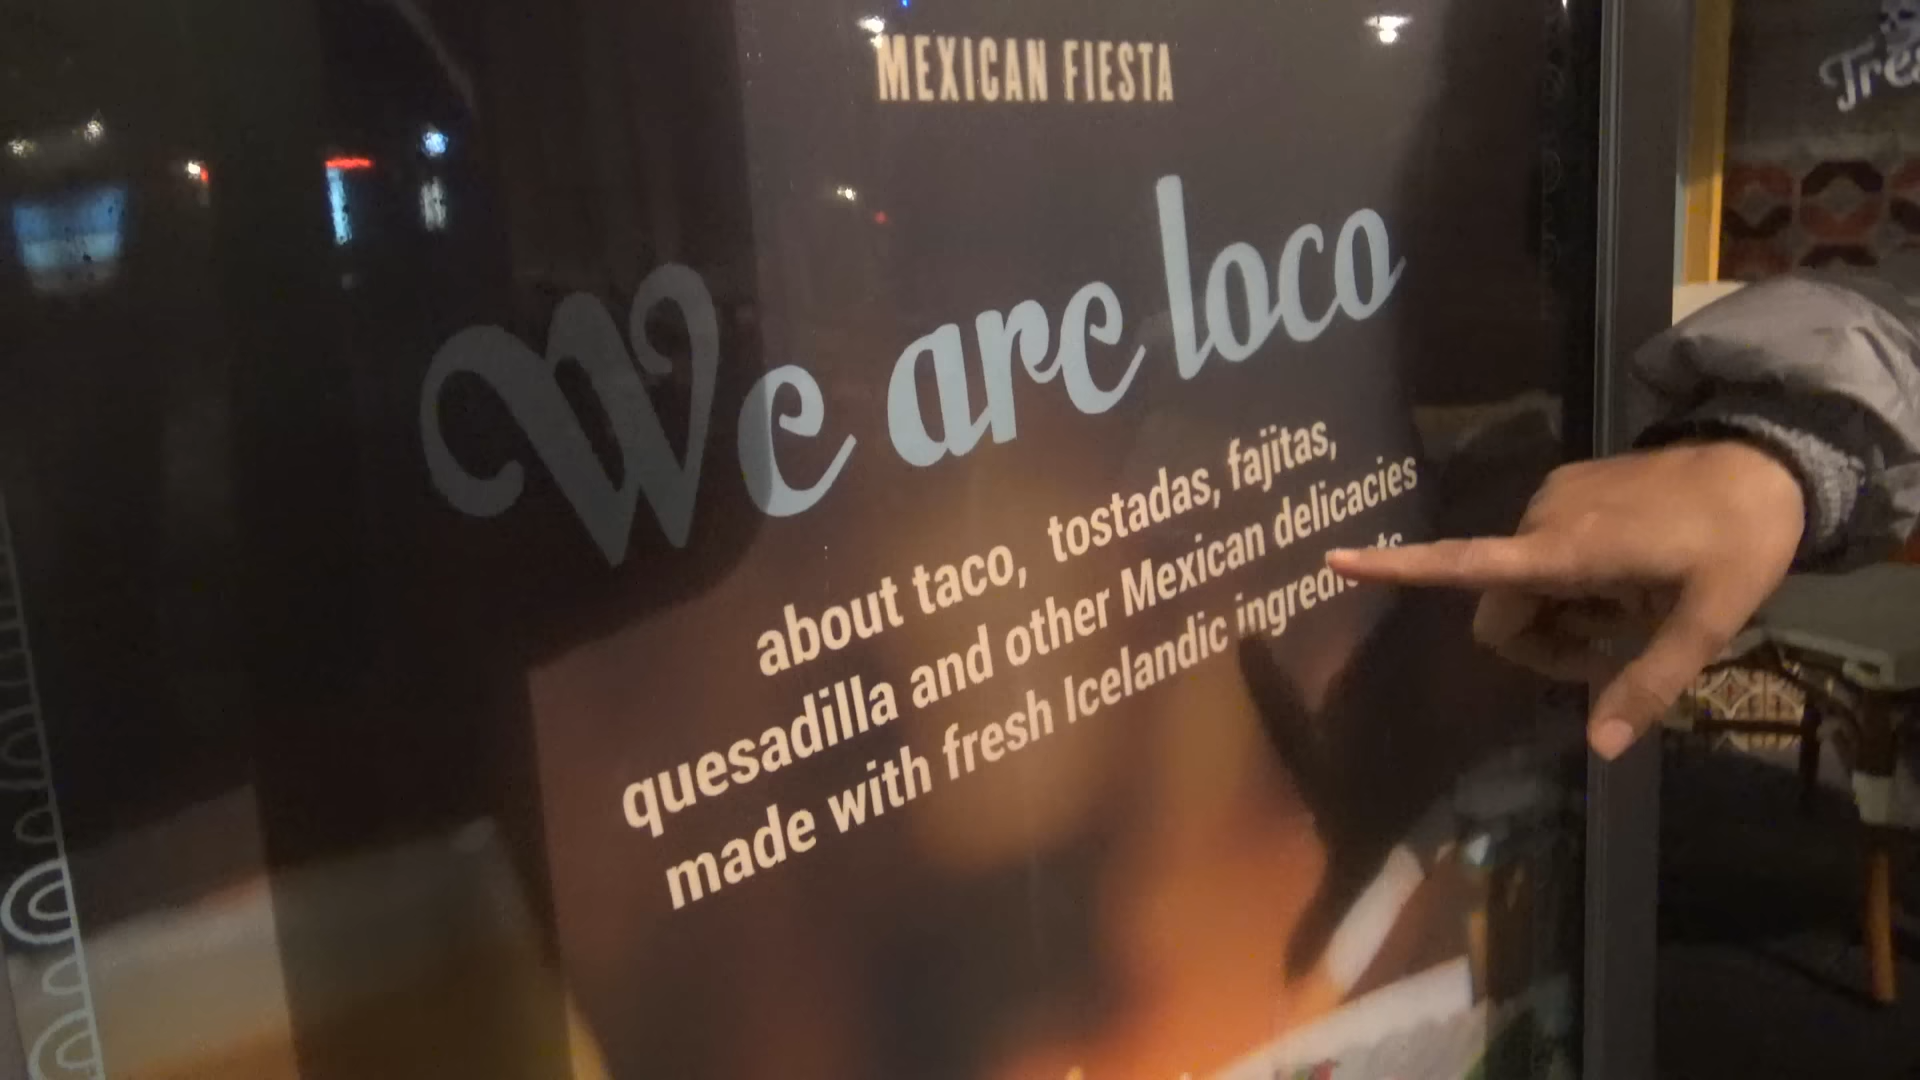 MEXICAN FIESTA
We are loco
about taco, tostadas, fajitas,
quesadilla and other Mexican delicacies
made with fresh Icelandic